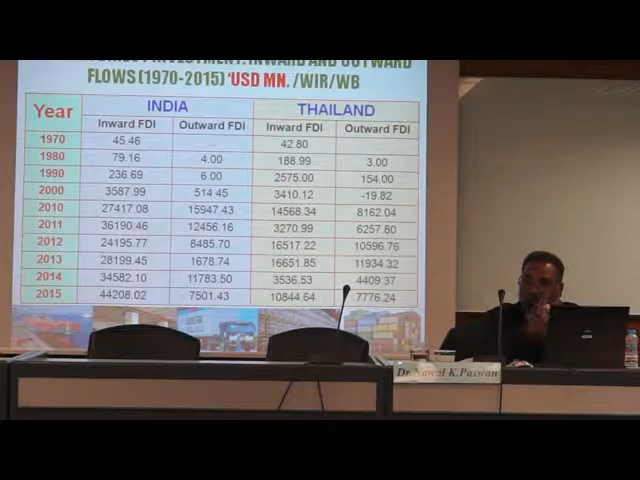 DIRECT INVESTMENT: INWARD AND OUTWARD
FLOWS (1970-2015) 'USD MN. /WIR/WB
Year INDIA THAILAND
Inward FDI Outward FDI Inward FDI Outward FDI
1970 45.46 42.80
1980 79.16 4.00 188.99 3.00
1990 236.69 6.00 2575.00 154.00
2000 3587.99 514.45 3410.12 -19.82
2010 27417.08 15947.43 14568.34 8162.04
2011 36190.46 12456.16 3270.99 6257.80
2012 24195.77 8485.70 16517.22 10596.76
2013 28199.45 1678.74 16651.85 11934.32
2014 34582.10 11783.50 3536.53 4409.37
2015 44208.02 7501.43 10844.64 7776.24
Dr. Nawal K.Paswan